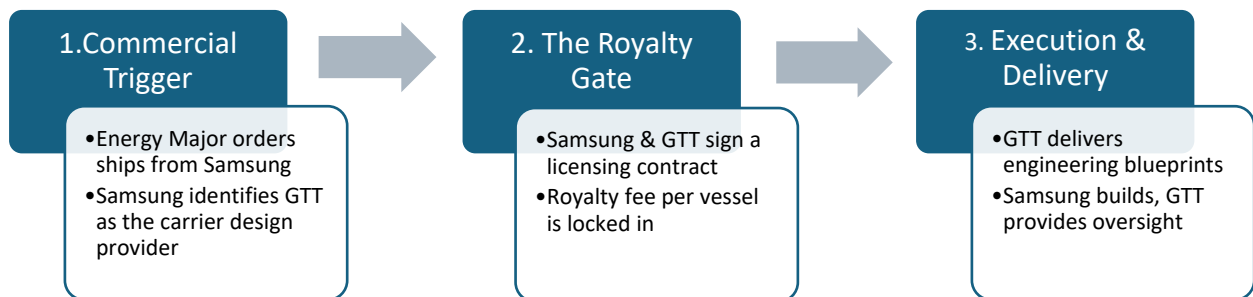 1.Commercial
Trigger
•Energy Major orders
ships from Samsung
•Samsung identifies GTT
as the carrier design
provider
2. The Royalty
Gate
•Samsung & GTT sign a
licensing contract
•Royalty fee per vessel
is locked in
3. Execution &
Delivery
•GTT delivers
engineering blueprints
•Samsung builds, GTT
provides oversight